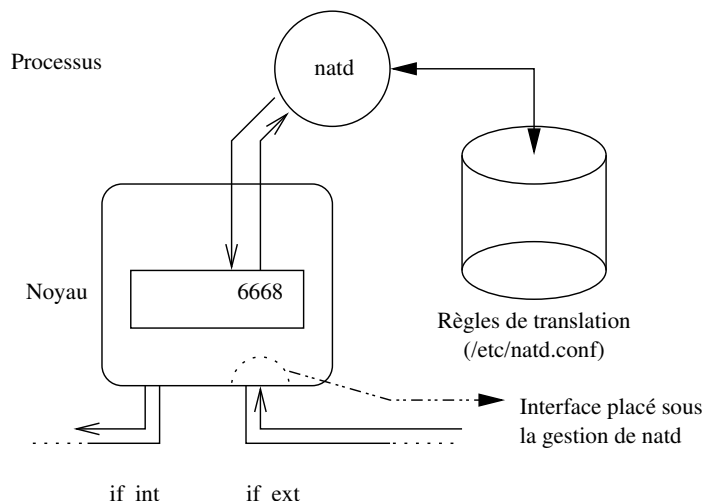 Processus
natd
Noyau
6668
Règles de translation
(/etc/natd.conf)
Interface placé sous
la gestion de natd
if_int
if_ext